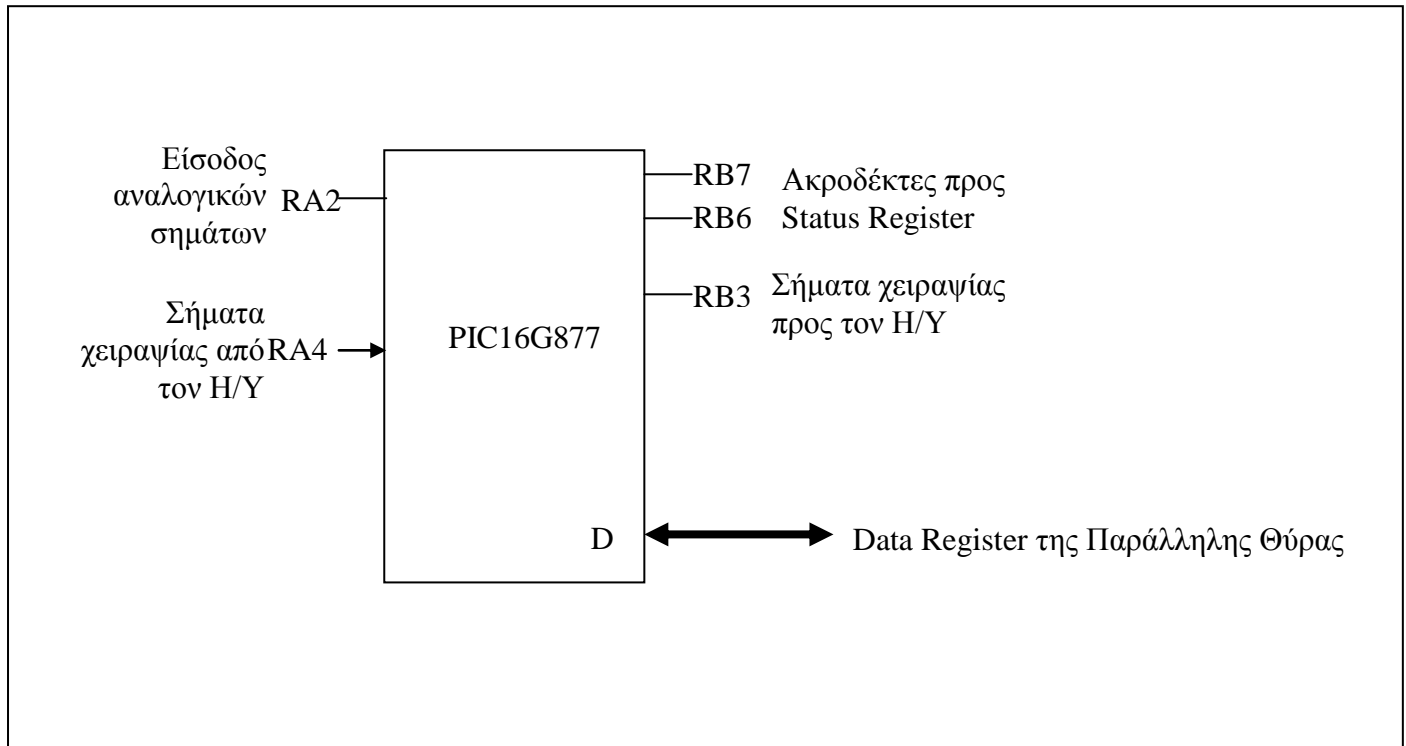 Είσοδος
αναλογικών
σημάτων
RA2
Σήματα
χειραψίας από
τον Η/Υ
RA4
PIC16G877
D
RB7
RB6
Ακροδέκτες προς
Status Register
RB3
Σήματα χειραψίας
προς τον Η/Υ
Data Register της Παράλληλης Θύρας